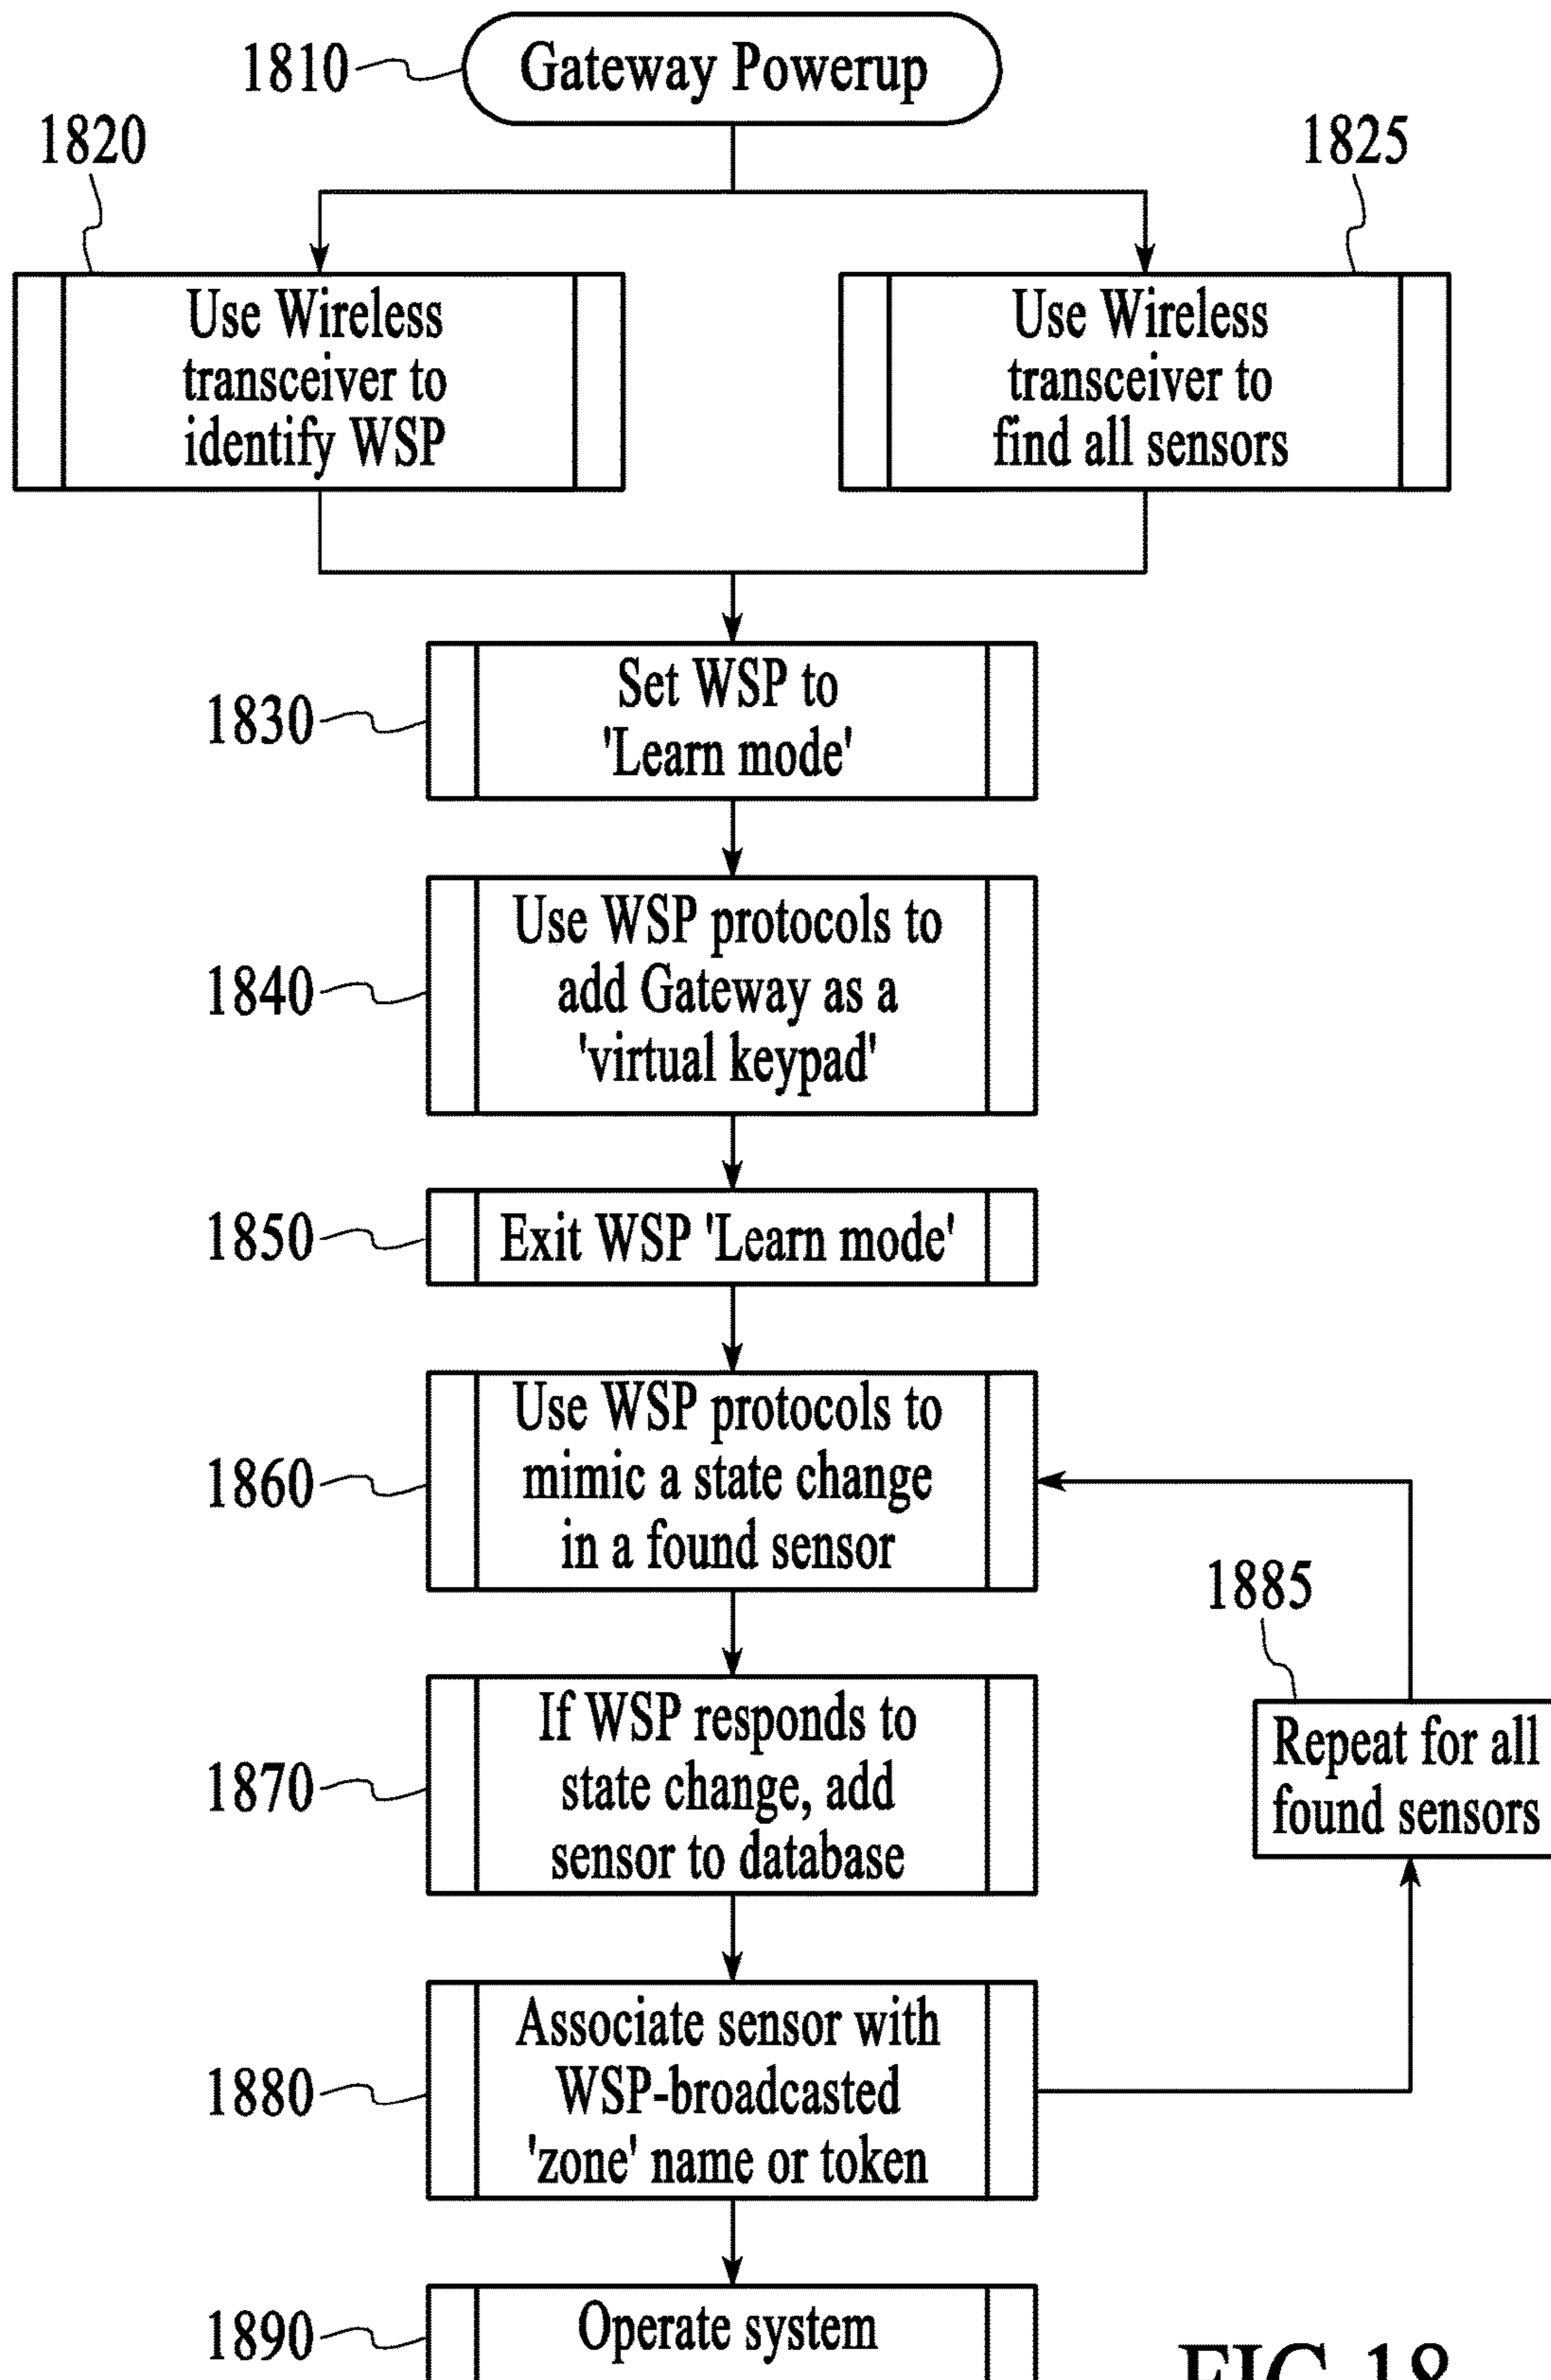 1810
Gateway Powerup
1820
1825
Use Wireless
transceiver to
identify WSP
Use Wireless
transceiver to
find all sensors
1830
Set WSP to
'Learn mode'
1840
Use WSP protocols to
add Gateway as a
'virtual keypad'
1850
Exit WSP 'Learn mode'
1860
Use WSP protocols to
mimic a state change
in a found sensor
1885
Repeat for all
found sensors
1870
If WSP responds to
state change, add
sensor to database
1880
Associate sensor with
WSP-broadcasted
'zone' name or token
1890
Operate system
FIG. 18